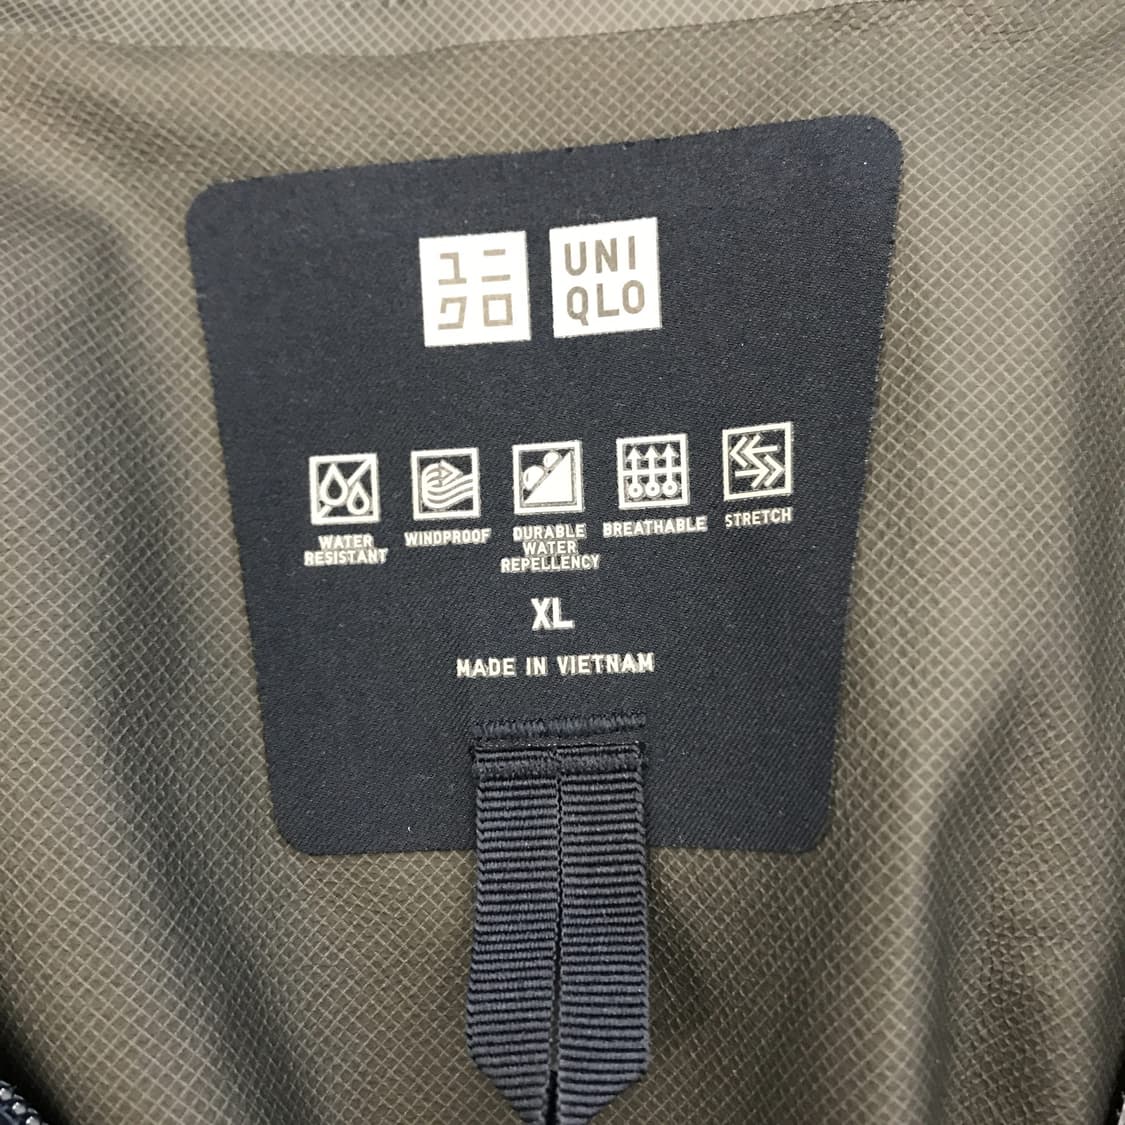 ユニ
クロ
UNI
QLO
WATER
RESISTANT
WINDPROOF
DURABLE
WATER
REPELLENCY
BREATHABLE
STRETCH
XL
MADE IN VIETNAM